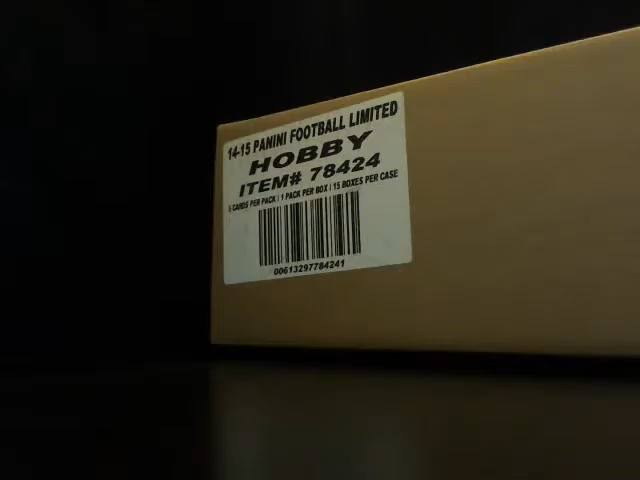 14-15 PANINI FOOTBALL LIMITED
HOBBY
ITEM# 78424
5 CARDS PER PACK | 1 PACK PER BOX | 15 BOXES PER CASE
00613297784241